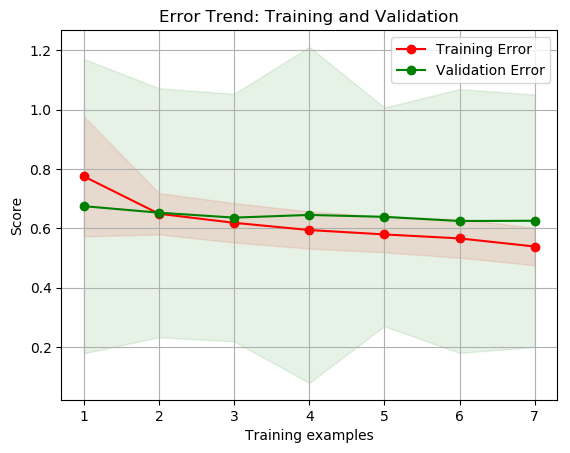 Error Trend: Training and Validation
Training Error
Validation Error
Score
1.2
1.0
0.8
0.6
0.4
0.2
1 2 3 4 5 6 7
Training examples